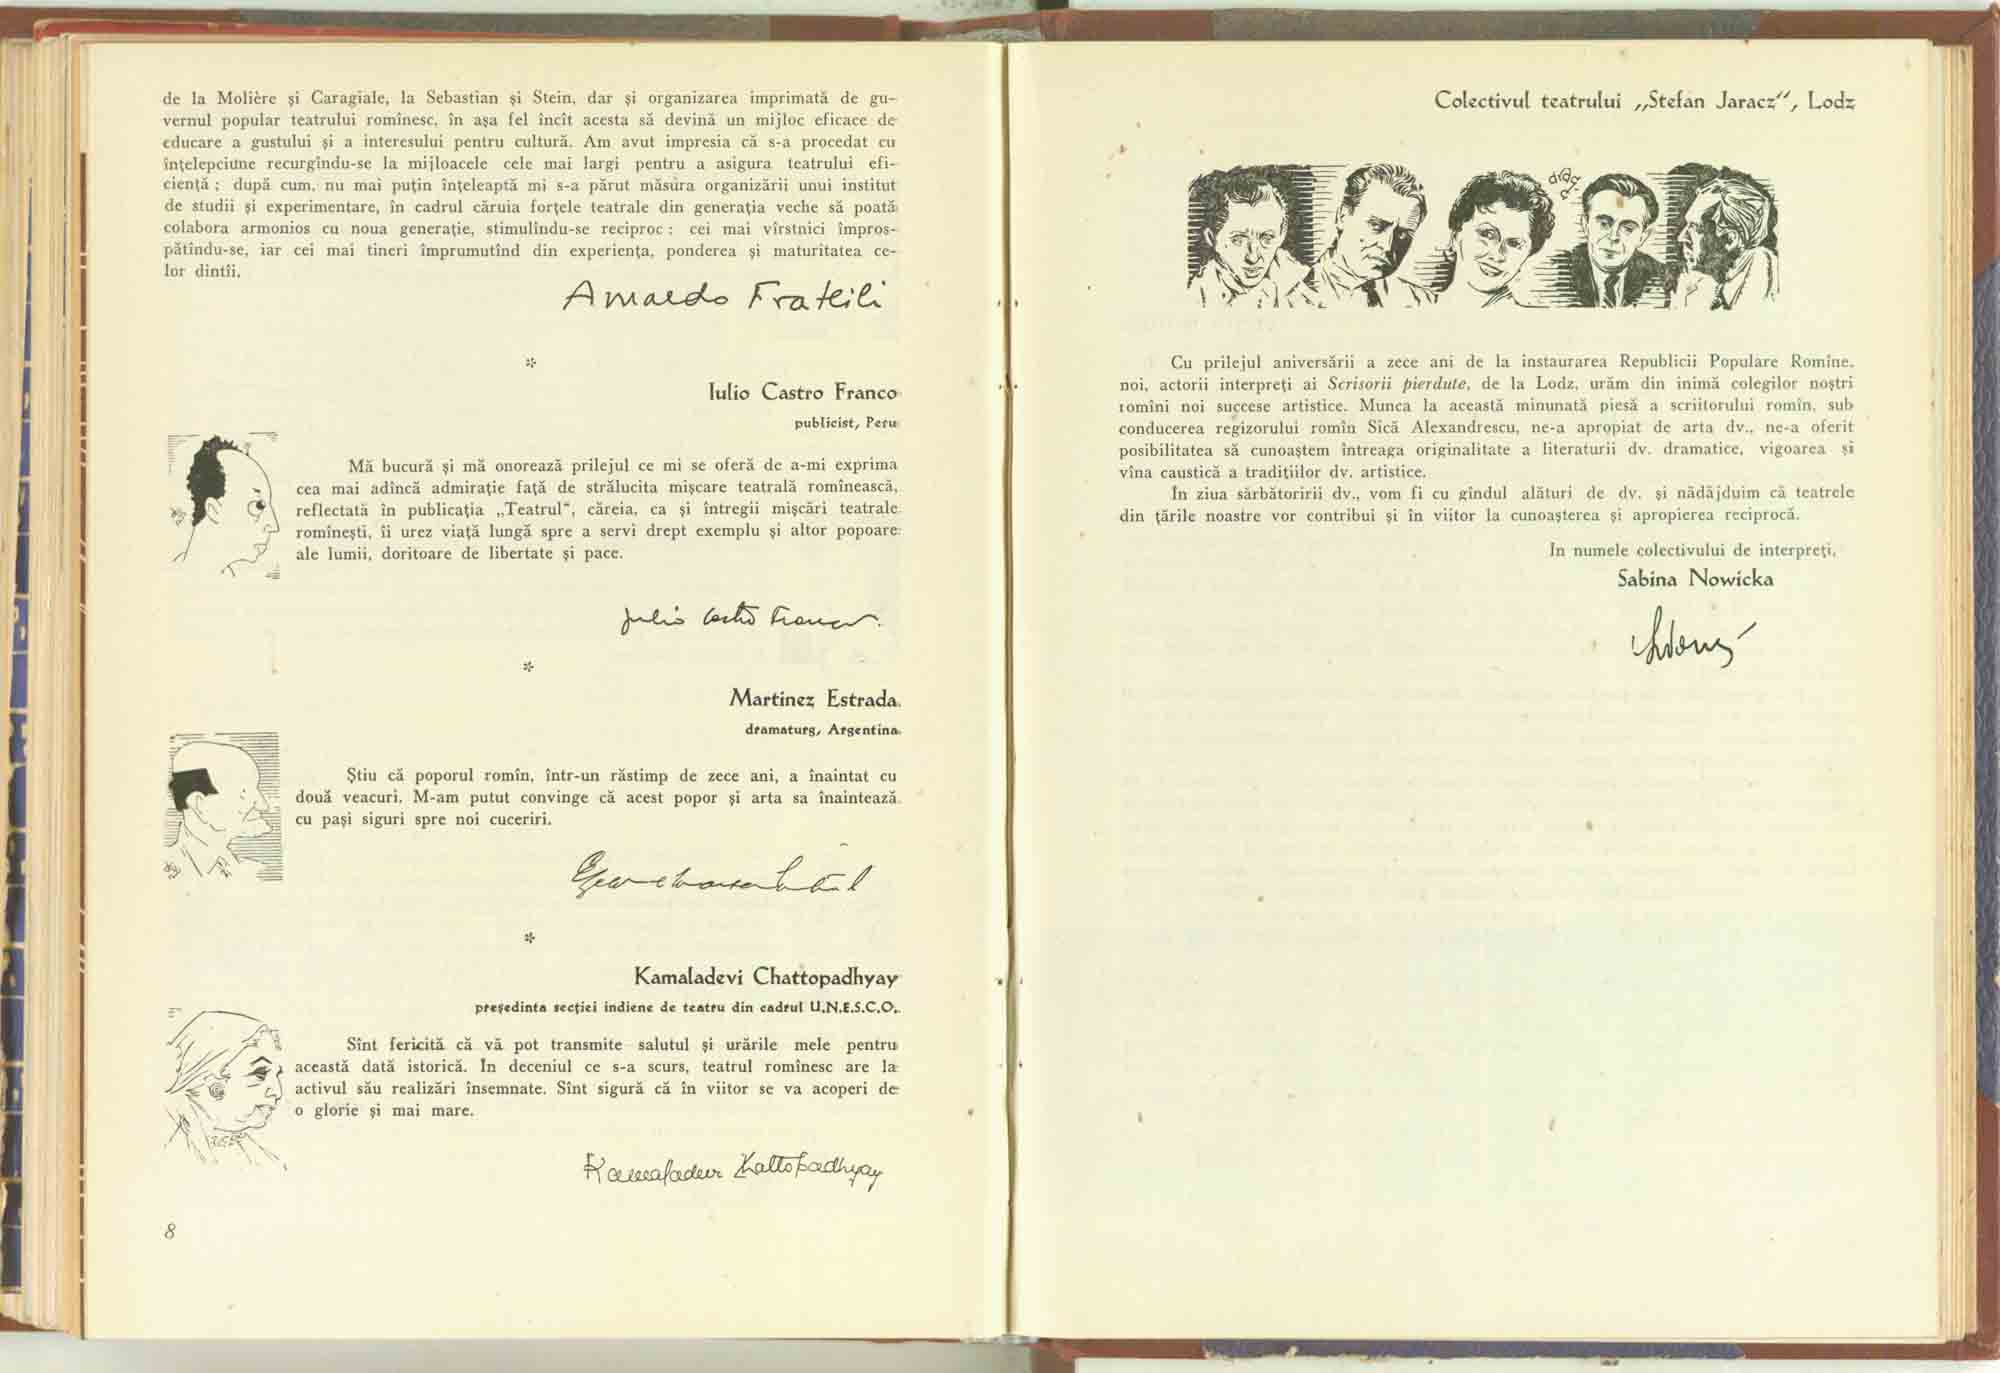 de la Molière și Caragiale, la Sebastian și Stein, dar și organizarea imprimată de gu-
vernul popular teatrului romînesc, în așa fel încît acesta să devină un mijloc eficace de
educare a gustului și a interesului pentru cultură. Am avut impresia că s-a procedat cu
înțelepciune recurgîndu-se la mijloacele cele mai largi pentru a asigura teatrului efi-
ciență ; după cum, nu mai puțin înțeleaptă mi s-a părut măsura organizării unui institut
de studii și experimentare, în cadrul căruia forțele teatrale din generația veche să poată
colabora armonios cu noua generație, stimulîndu-se reciproc : cei mai vîrstnici împros-
pătîndu-se, iar cei mai tineri împrumutînd din experiența, ponderea și maturitatea ce-
lor dintîi.
Arnaldo Frateili
*
Iulio Castro Franco
publicist, Peru
Mă bucură și mă onorează prilejul ce mi se oferă de a-mi exprima
cea mai adîncă admirație față de strălucita mișcare teatrală romînească,
reflectată în publicația „Teatrul“, căreia, ca și întregii mișcări teatrale
romînești, îi urez viață lungă spre a servi drept exemplu și altor popoare
ale lumii, doritoare de libertate și pace.
Julio Castro Franco.
*
Martinez Estrada
dramaturg, Argentina
Știu că poporul romîn, într-un răstimp de zece ani, a înaintat cu
două veacuri. M-am putut convinge că acest popor și arta sa înaintează
cu pași siguri spre noi cuceriri.
*
Kamaladevi Chattopadhyay
președinta secției indiene de teatru din cadrul U.N.E.S.C.O.
Sînt fericită că vă pot transmite salutul și urările mele pentru
această dată istorică. In deceniul ce s-a scurs, teatrul romînesc are la
activul său realizări însemnate. Sînt sigură că în viitor se va acoperi de
o glorie și mai mare.
Kamaladevi Chattopadhyay
8
Colectivul teatrului „Stefan Jaracz“, Lodz
Cu prilejul aniversării a zece ani de la instaurarea Republicii Populare Romîne,
noi, actorii interpreți ai Scrisorii pierdute, de la Lodz, urăm din inimă colegilor noștri
romîni noi succese artistice. Munca la această minunată piesă a scriitorului romîn, sub
conducerea regizorului romîn Sică Alexandrescu, ne-a apropiat de arta dv., ne-a oferit
posibilitatea să cunoaștem întreaga originalitate a literaturii dv. dramatice, vigoarea și
vîna caustică a tradițiilor dv. artistice.
In ziua sărbătoririi dv., vom fi cu gîndul alături de dv. și nădăjduim că teatrele
din țările noastre vor contribui și în viitor la cunoașterea și apropierea reciprocă.
In numele colectivului de interpreți,
Sabina Nowicka